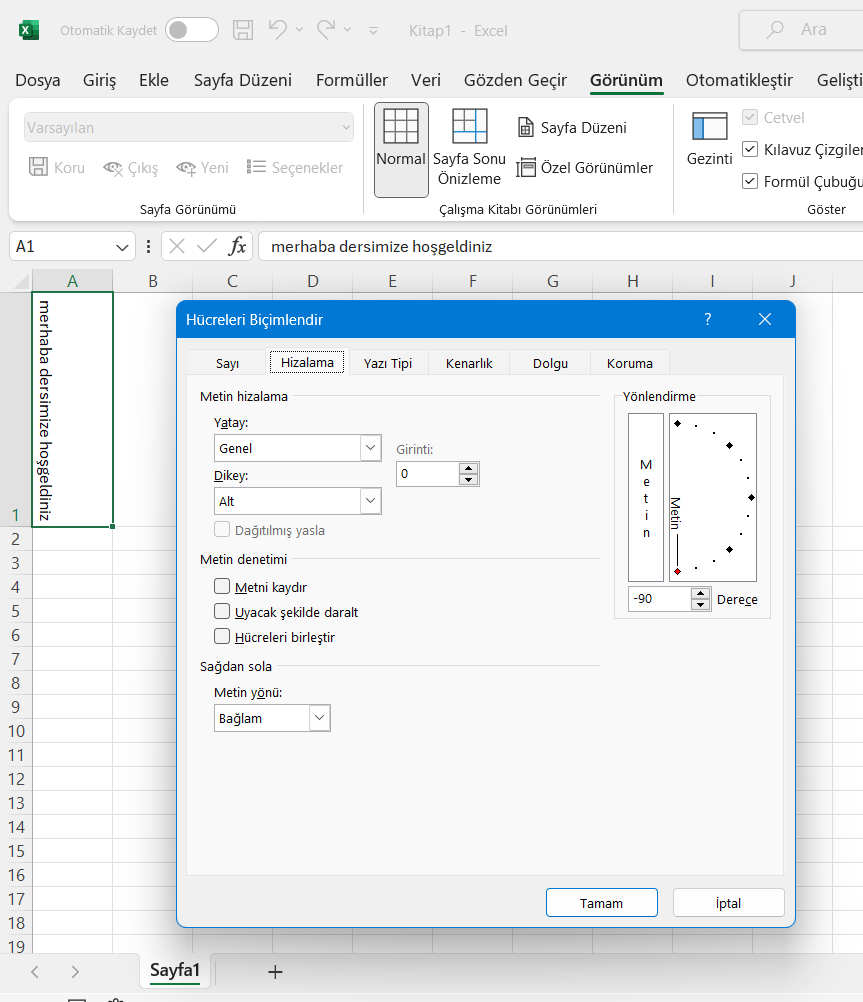 Otomatik Kaydet Kitap1 - Excel Ara
Dosya Giriş Ekle Sayfa Düzeni Formüller Veri Gözden Geçir Görünüm Otomatikleştir Gelişti
Varsayılan
Koru Çıkış Yeni Seçenekler
Sayfa Görünümü
Normal
Sayfa Sonu
Önizleme
Sayfa Düzeni
Özel Görünümler
Çalışma Kitabı Görünümleri
Gezinti
Cetvel
Kılavuz Çizgiler
Formül Çubuğu
Göster
A1 fx merhaba dersimize hoşgeldiniz
A B C D E F G H I J
merhaba dersimize hoşgeldiniz
1
2
3
4
5
6
7
8
9
10
11
12
13
14
15
16
17
18
19
Hücreleri Biçimlendir ?
Sayı Hizalama Yazı Tipi Kenarlık Dolgu Koruma
Metin hizalama
Yatay:
Genel
Girinti:
0
Dikey:
Alt
Dağıtılmış yasla
Metin denetimi
Metni kaydır
Uyacak şekilde daralt
Hücreleri birleştir
Sağdan sola
Metin yönü:
Bağlam
Yönlendirme
M
e
t
i
n
Metin
-90 Derece
Tamam İptal
Sayfa1 +